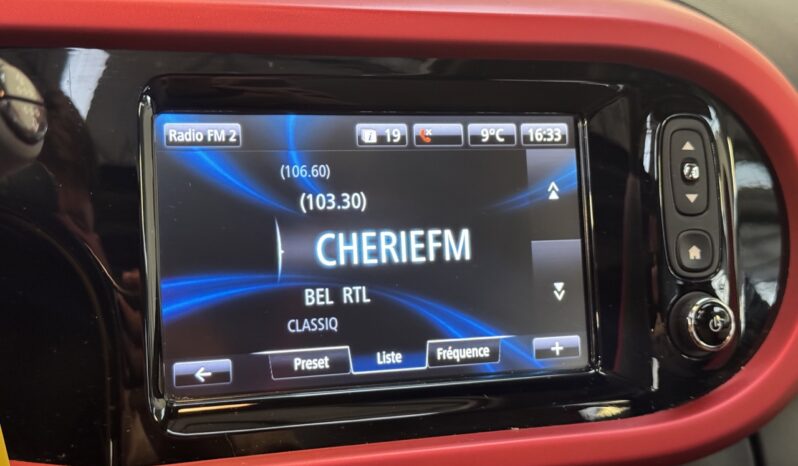 Radio FM 2 19 9°C 16:33
(106.60)
(103.30)
CHERIEFM
BEL RTL
CLASSIQ
Preset Liste Fréquence +